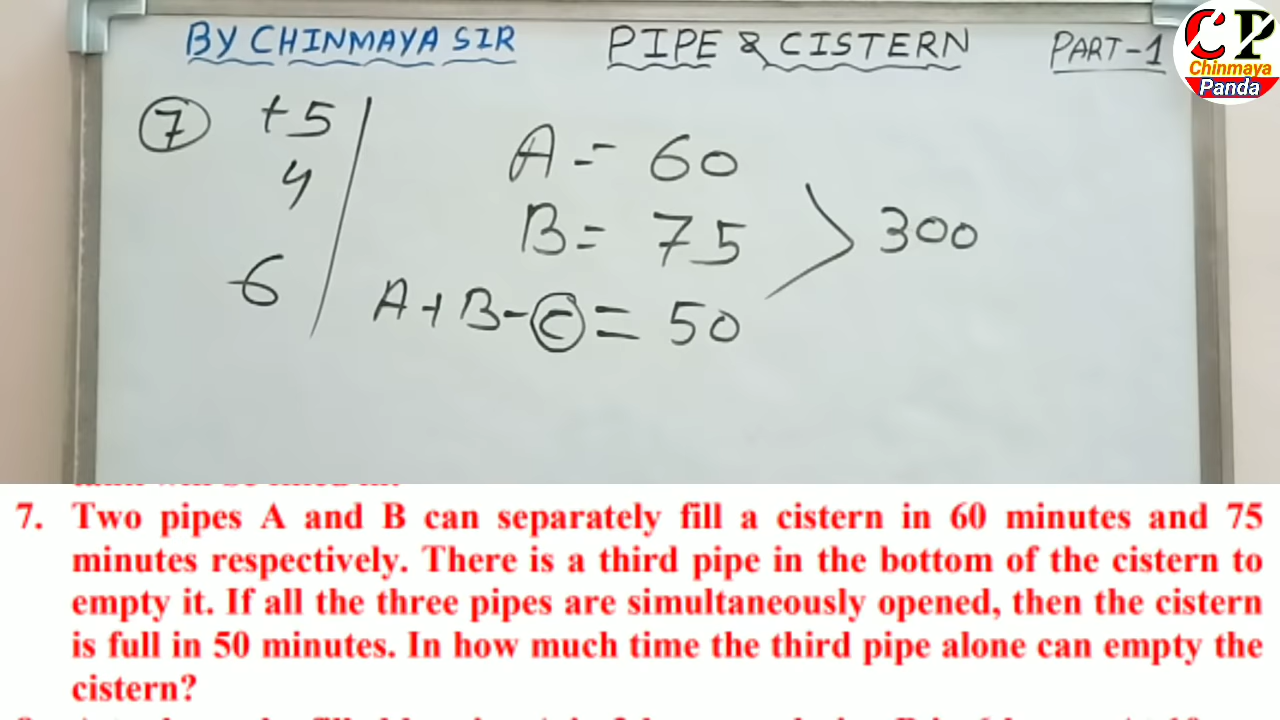 BY CHINMAYA SIR PIPE & CISTERN PART-1
CP
Chinmaya
Panda
7 +5 A = 60
4 B = 75 300
-6 A+B-C = 50
7. Two pipes A and B can separately fill a cistern in 60 minutes and 75
minutes respectively. There is a third pipe in the bottom of the cistern to
empty it. If all the three pipes are simultaneously opened, then the cistern
is full in 50 minutes. In how much time the third pipe alone can empty the
cistern?